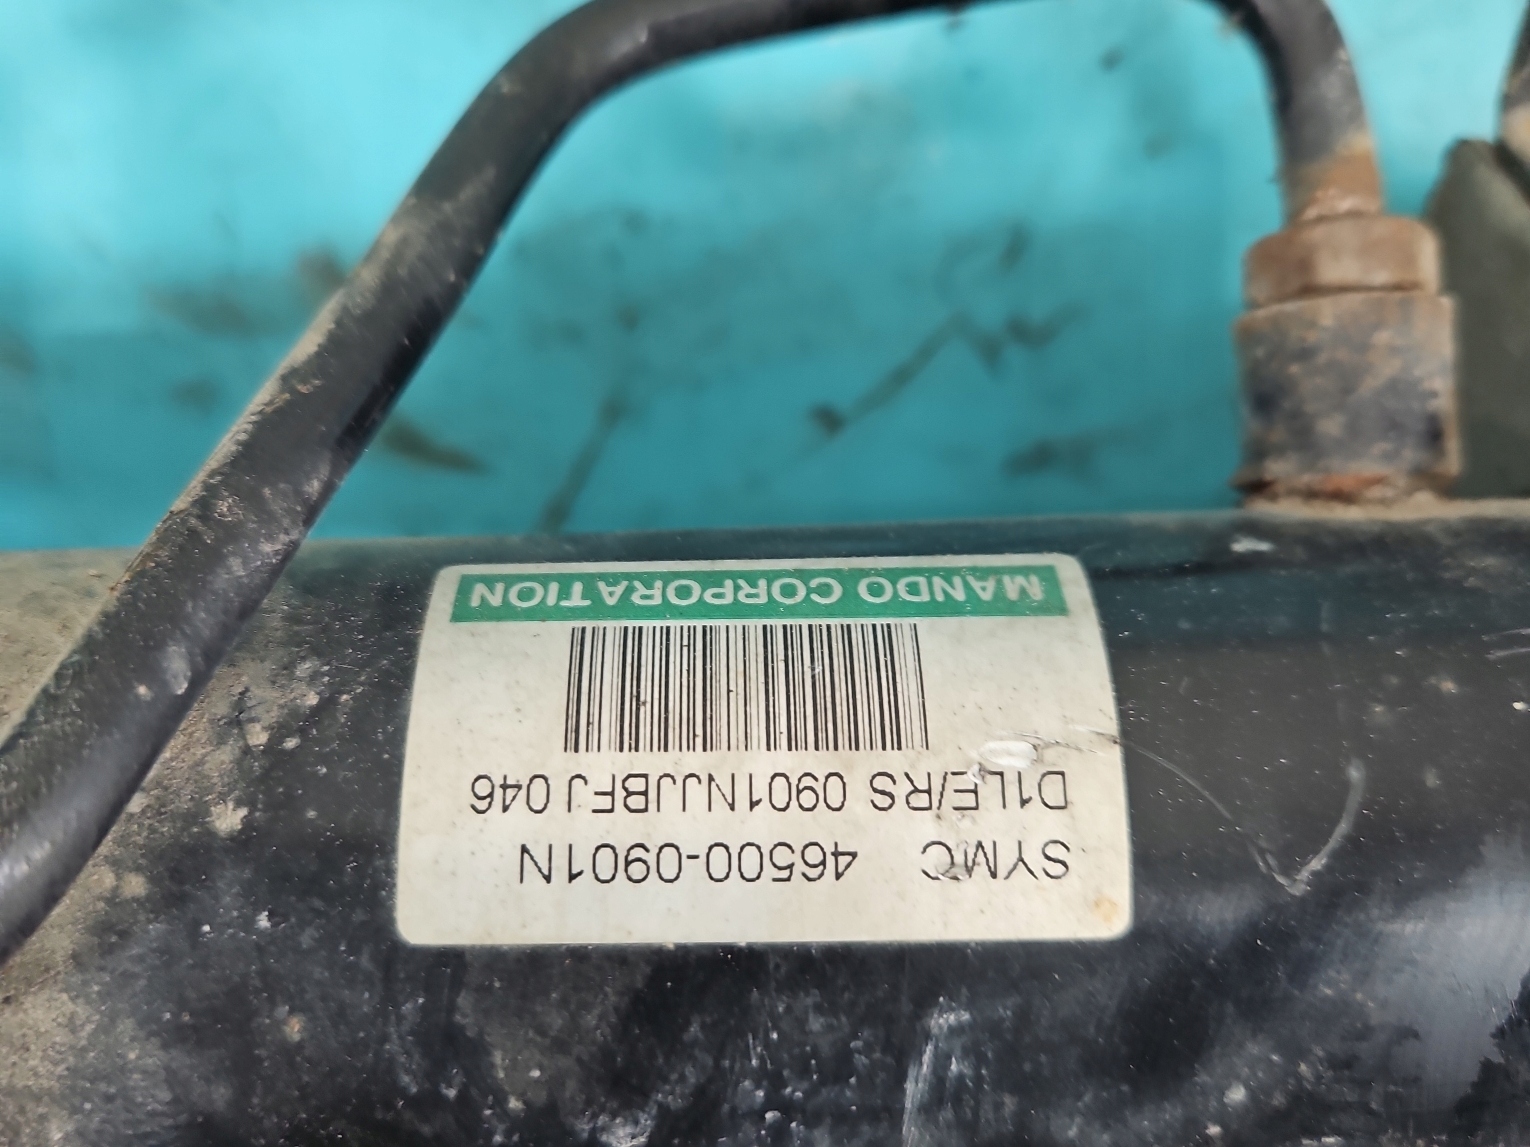 MANDO CORPORATION
D1LE/RS 0901NJJBFJ 046
SYMC 46500-0901N